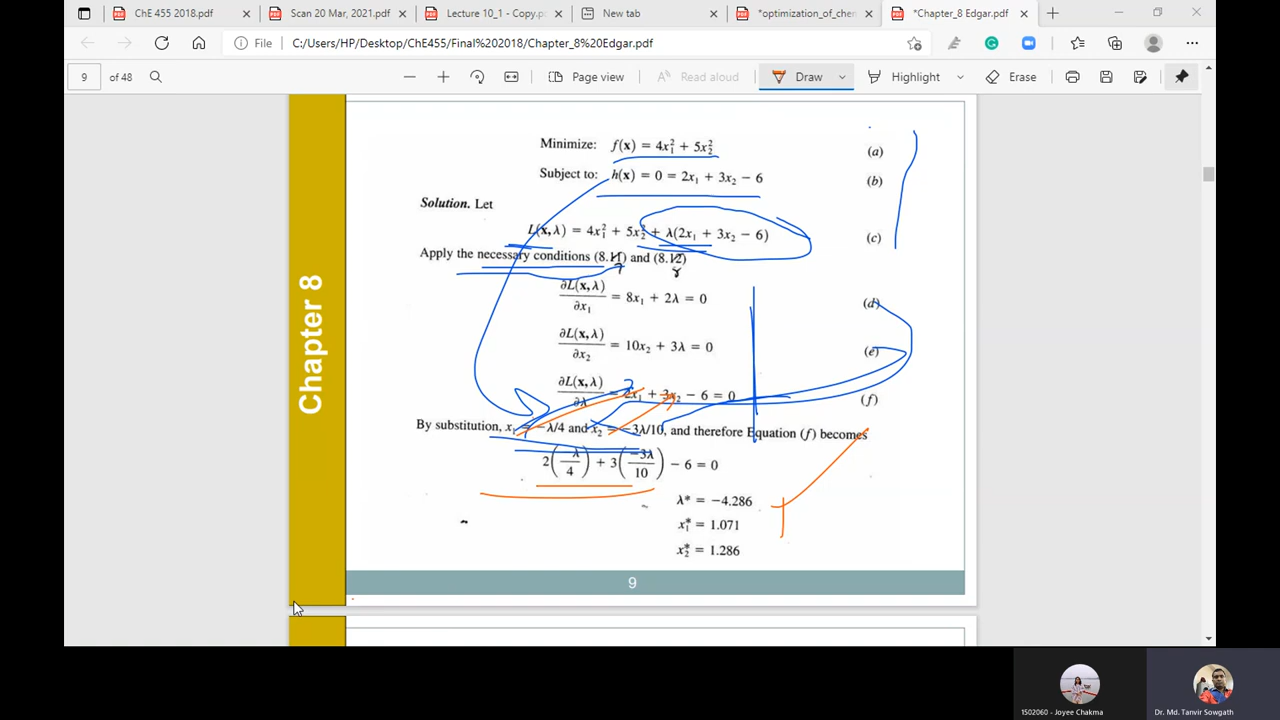 ChE 455 2018.pdf
Scan 20 Mar, 2021.pdf
Lecture 10_1 - Copy.p
New tab
*optimization_of_cher
*Chapter_8 Edgar.pdf
File C:/Users/HP/Desktop/ChE455/Final%202018/Chapter_8%20Edgar.pdf
9 of 48
Page view
Read aloud
Draw
Highlight
Erase
Minimize: f(x) = 4x₁² + 5x₂² (a)
Subject to: h(x) = 0 = 2x₁ + 3x₂ − 6 (b)
Solution. Let
L(x,λ) = 4x₁² + 5x₂² + λ(2x₁ + 3x₂ − 6) (c)
Apply the necessary conditions (8.11) and (8.12)
7 8
∂L(x,λ)/∂x₁ = 8x₁ + 2λ = 0 (d)
∂L(x,λ)/∂x₂ = 10x₂ + 3λ = 0 (e)
∂L(x,λ)/∂λ = 2x₁ + 3x₂ − 6 = 0 (f)
By substitution, x₁ = −λ/4 and x₂ = −3λ/10, and therefore Equation (f) becomes
2(−λ/4) + 3(−3λ/10) − 6 = 0
λ* = −4.286
x₁* = 1.071
x₂* = 1.286
Chapter 8
9
1502060 - Joyee Chakma
Dr. Md. Tanvir Sowgath